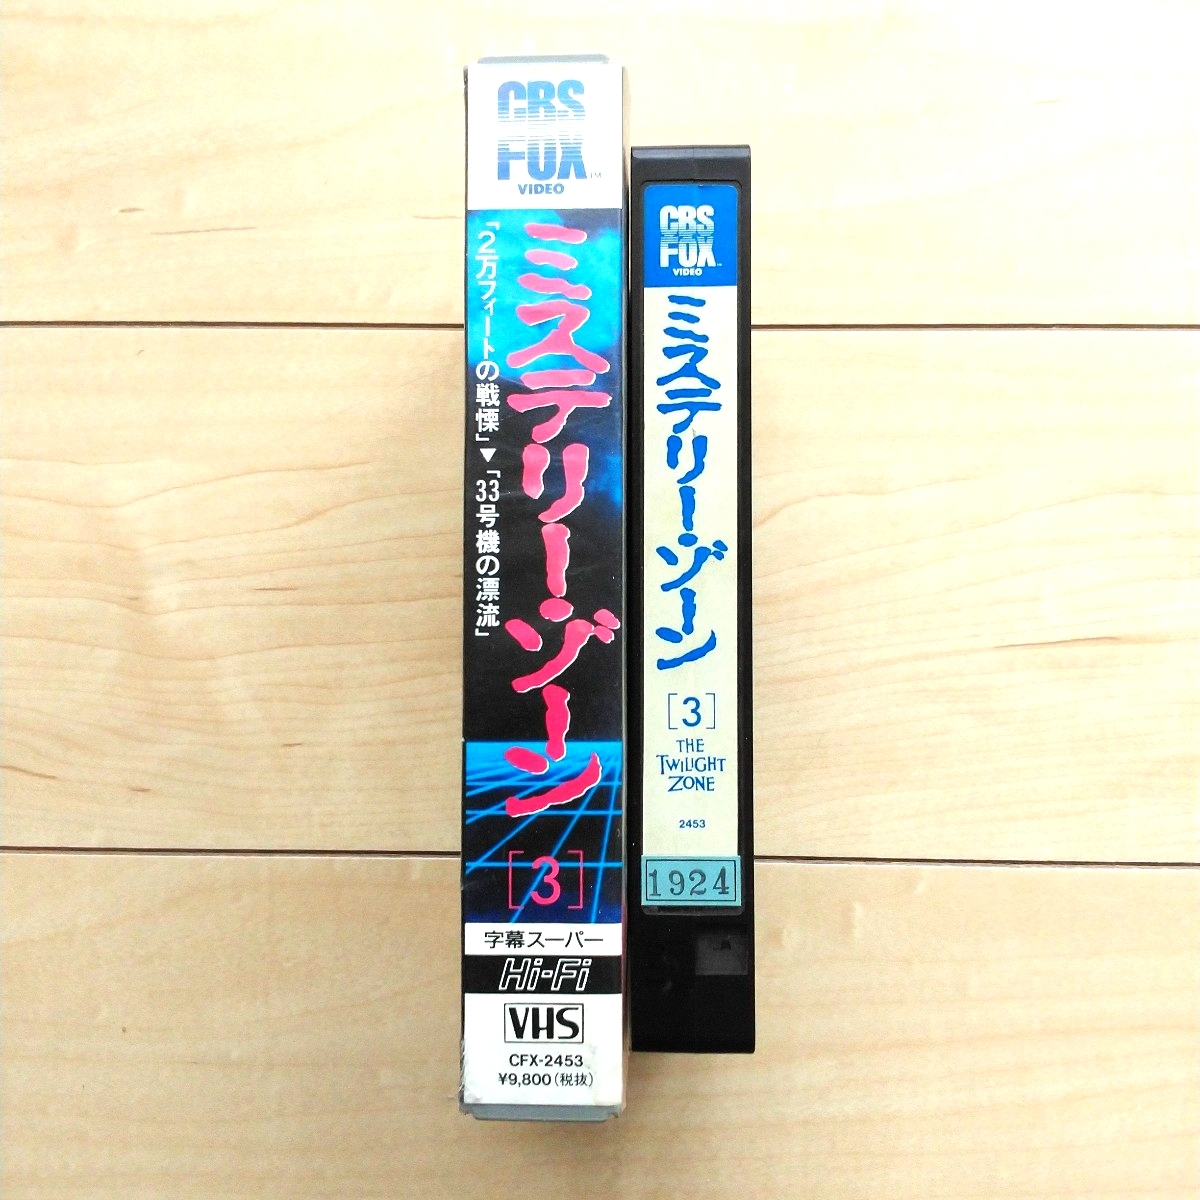 CBS
FOX
TM
VIDEO
ミステリー・ゾーン
「2万フィートの戦慄」▼「33号機の漂流」
[3]
字幕スーパー
Hi-Fi
VHS
CFX-2453
¥9,800(税抜)
CBS
FOX
VIDEO
ミステリー・ゾーン
[3]
THE
TWILIGHT
ZONE
2453
1924